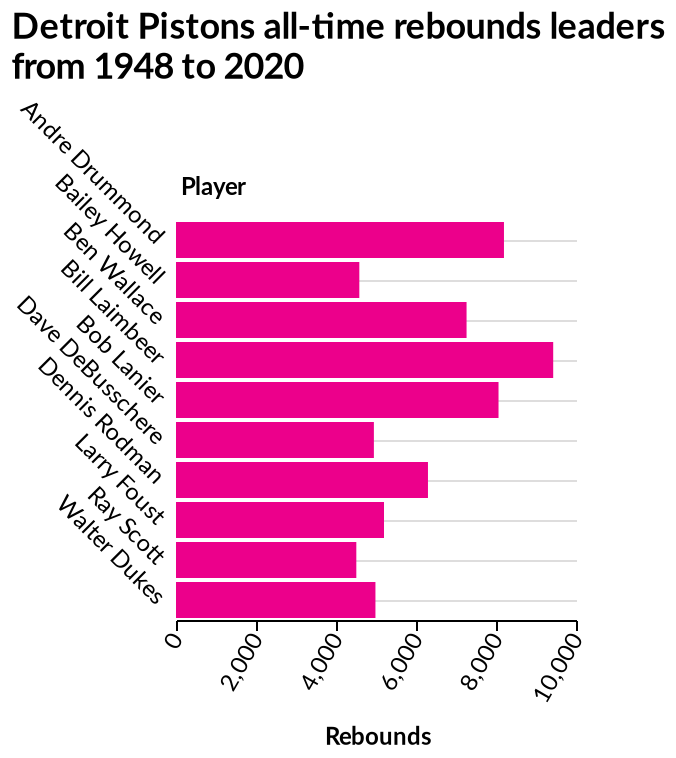 Detroit Pistons all-time rebounds leaders
from 1948 to 2020
Player
Andre Drummond
Bailey Howell
Ben Wallace
Bill Laimbeer
Bob Lanier
Dave DeBusschere
Dennis Rodman
Larry Foust
Ray Scott
Walter Dukes
0
2,000
4,000
6,000
8,000
10,000
Rebounds